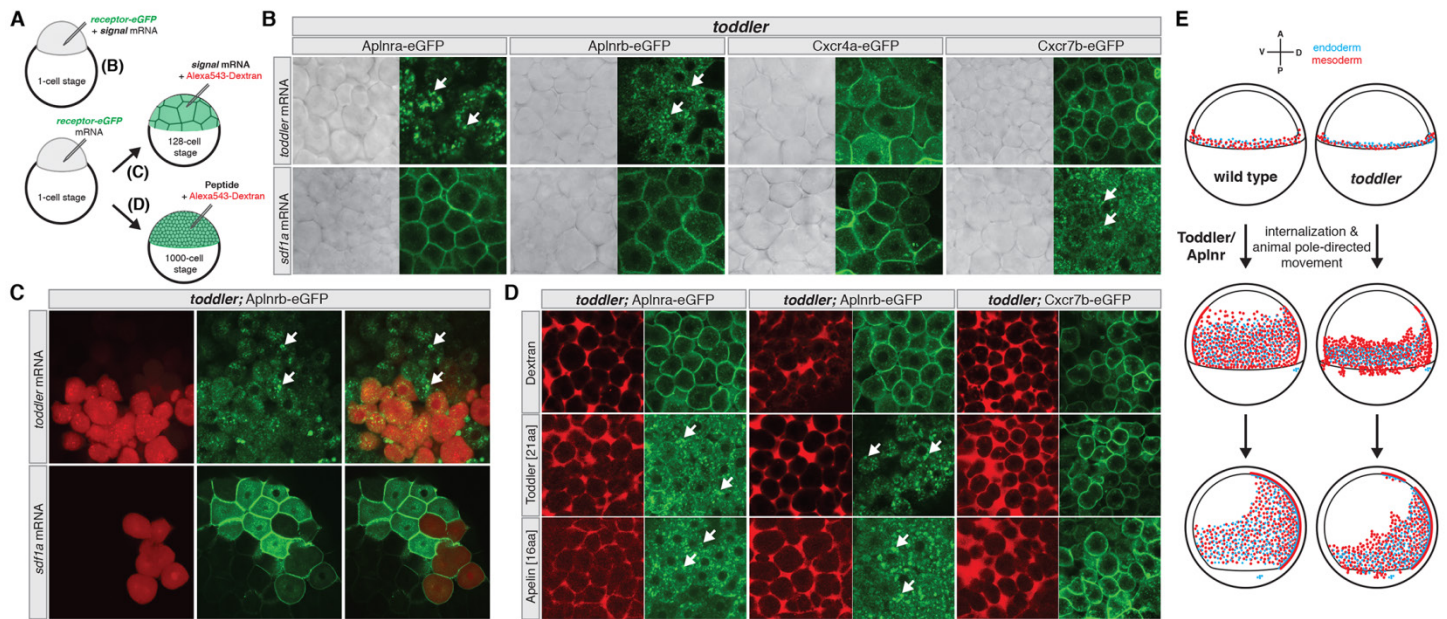 A
receptor-eGFP
+ signal mRNA
1-cell stage
(B)
signal mRNA
+ Alexa543-Dextran
receptor-eGFP
mRNA
128-cell
stage
1-cell stage
(C)
(D)
Peptide
+ Alexa543-Dextran
1000-cell
stage
B
toddler
Aplnra-eGFP
Aplnrb-eGFP
Cxcr4a-eGFP
Cxcr7b-eGFP
toddler mRNA
sdf1a mRNA
C
toddler; Aplnrb-eGFP
toddler mRNA
sdf1a mRNA
D
toddler; Aplnra-eGFP
toddler; Aplnrb-eGFP
toddler; Cxcr7b-eGFP
Dextran
Toddler [21aa]
Apelin [16aa]
E
A
V
D
P
endoderm
mesoderm
wild type
toddler
Toddler/
Aplnr
internalization &
animal pole-directed
movement